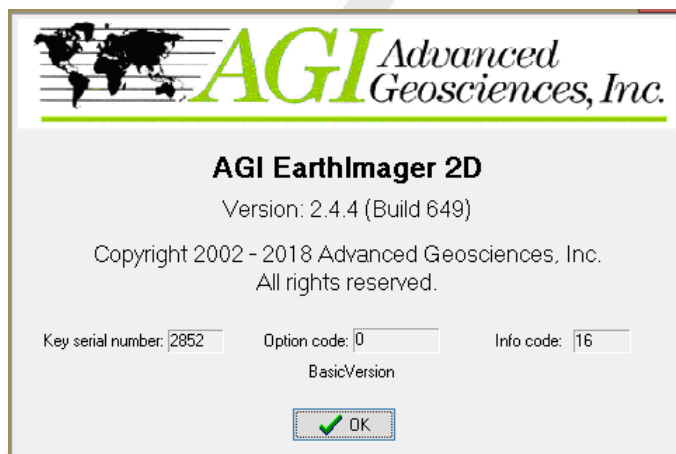 AGI Advanced
Geosciences, Inc.
AGI EarthImager 2D
Version: 2.4.4 (Build 649)
Copyright 2002 - 2018 Advanced Geosciences, Inc.
All rights reserved.
Key serial number: 2852 Option code: 0 Info code: 16
BasicVersion
OK